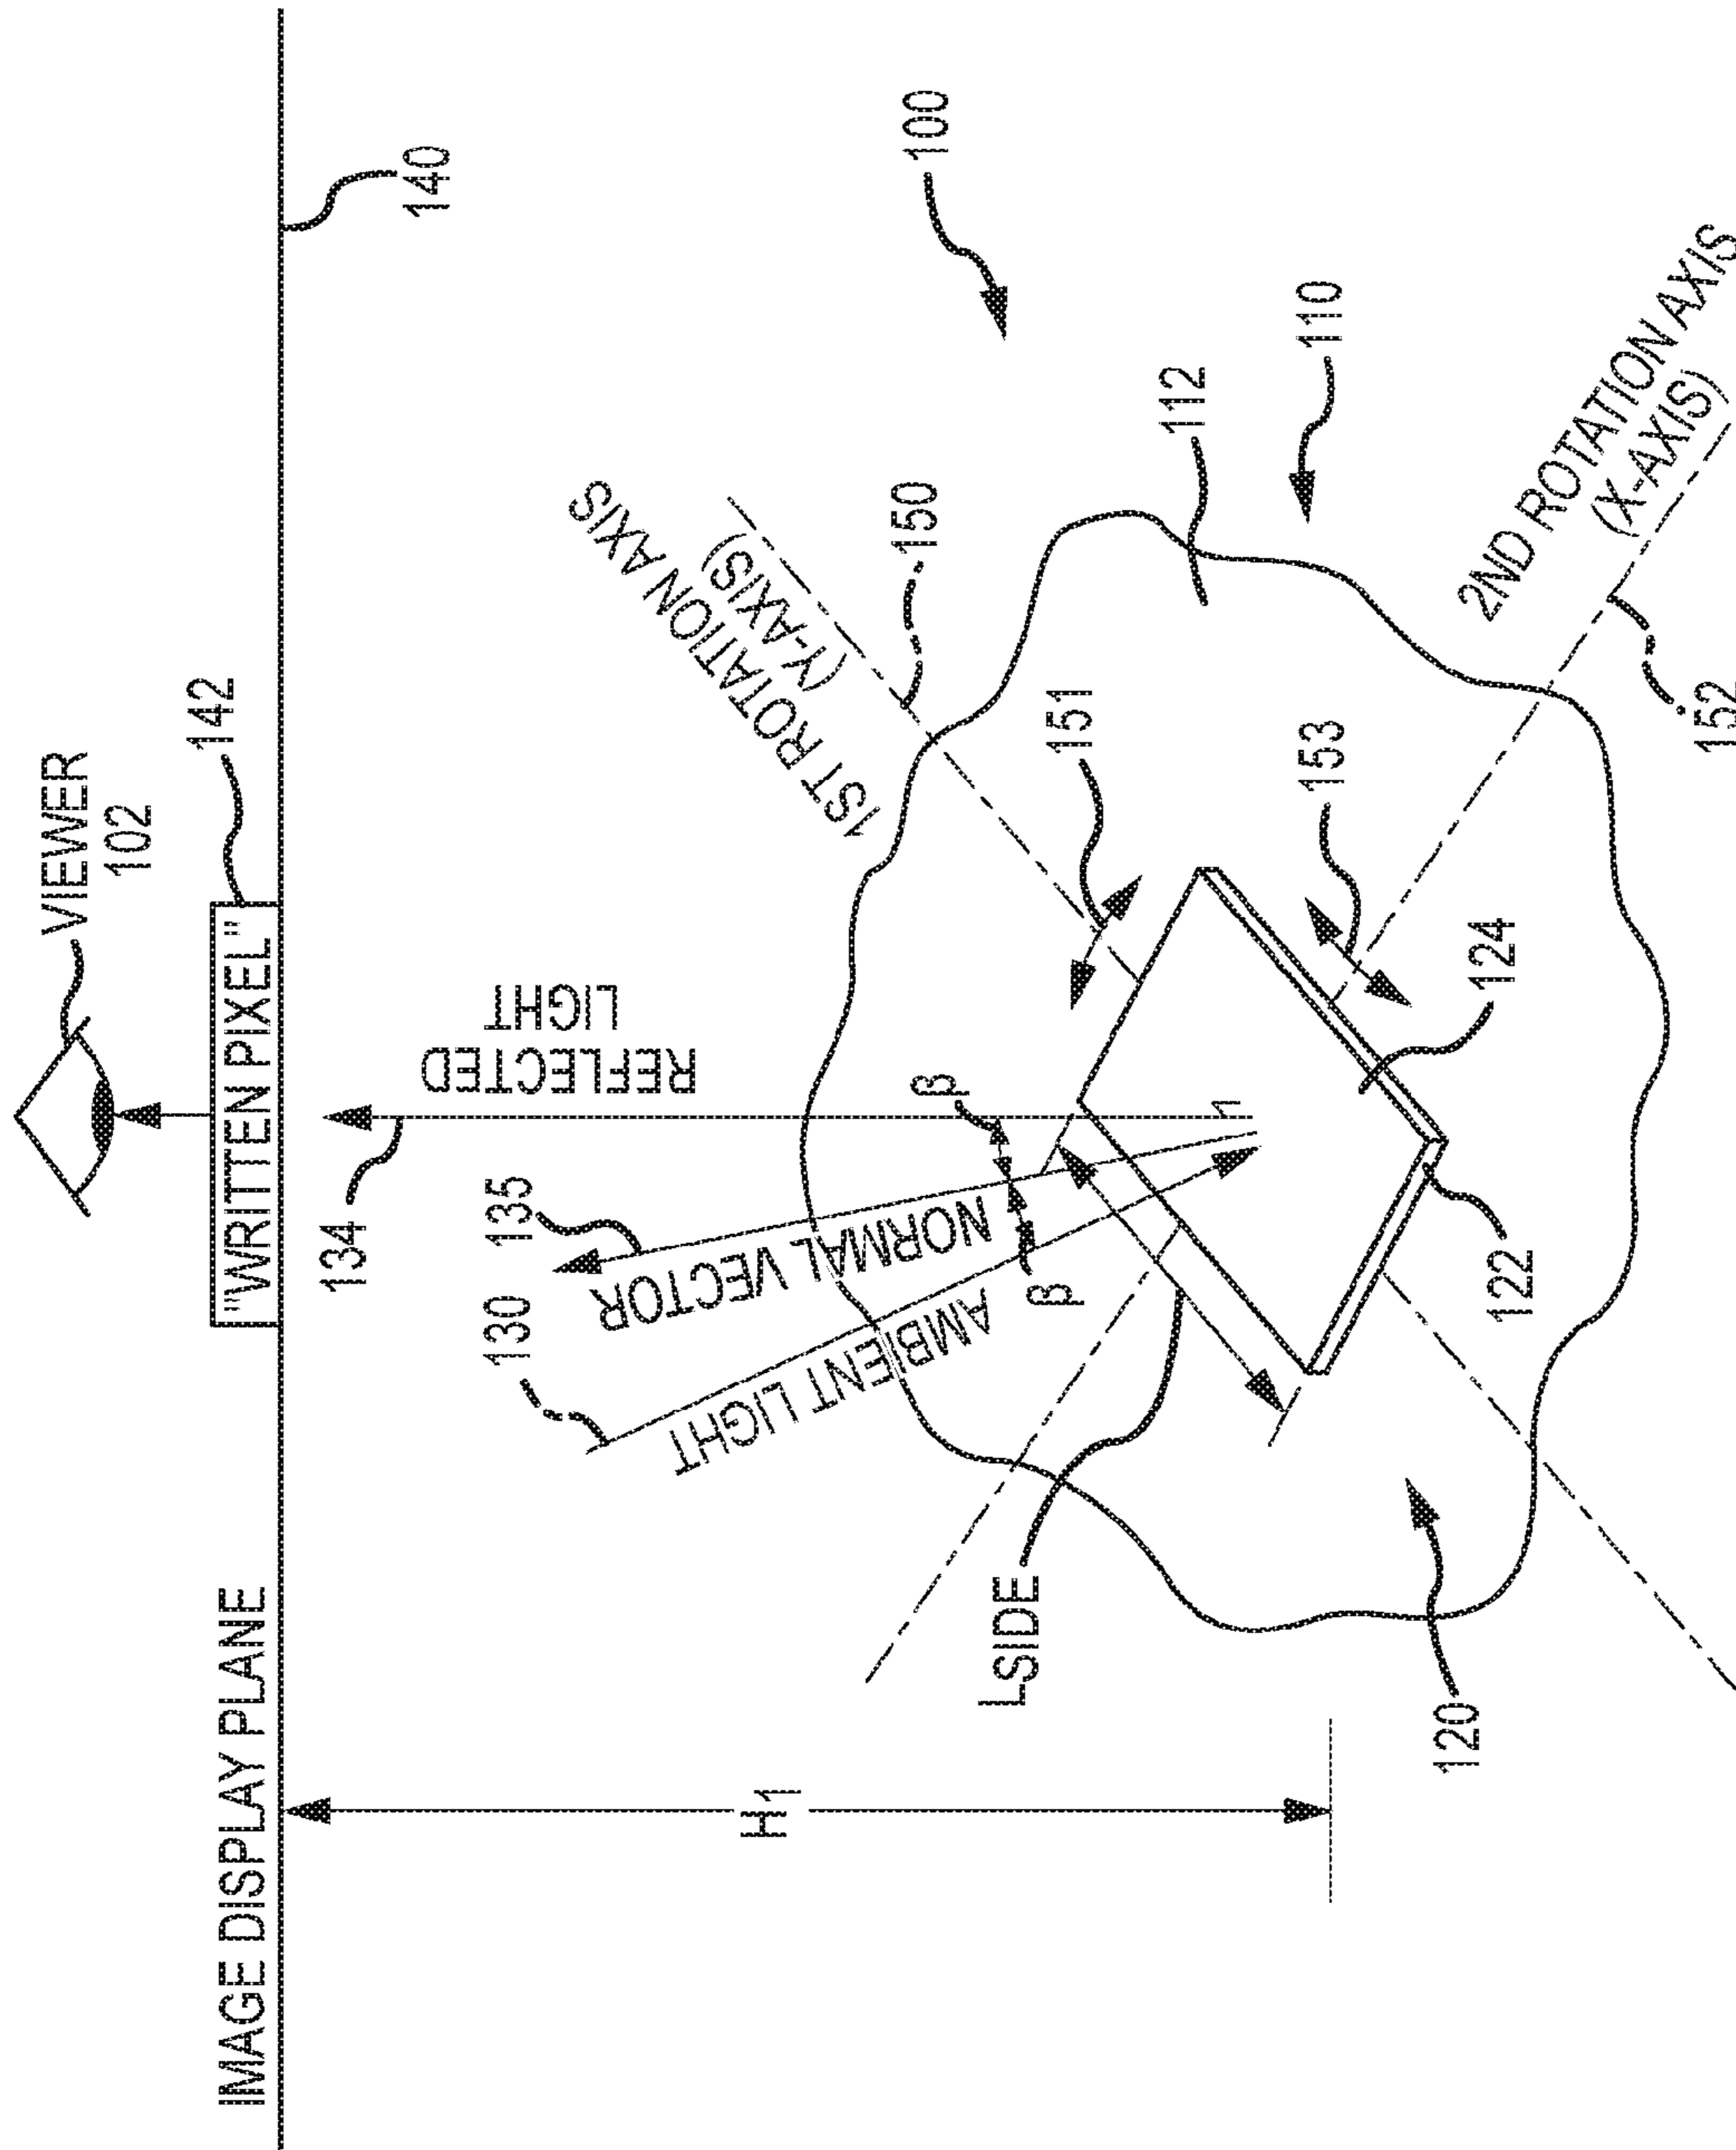 VIEWER
102
"WRITTEN PIXEL"
142
IMAGE DISPLAY PLANE
140
134
REFLECTED
LIGHT
130
135
NORMAL VECTOR
AMBIENT LIGHT
β
β
H1
LSIDE
1ST ROTATION AXIS
(Y-AXIS)
150
151
100
112
110
153
124
122
120
2ND ROTATION AXIS
(X-AXIS)
152